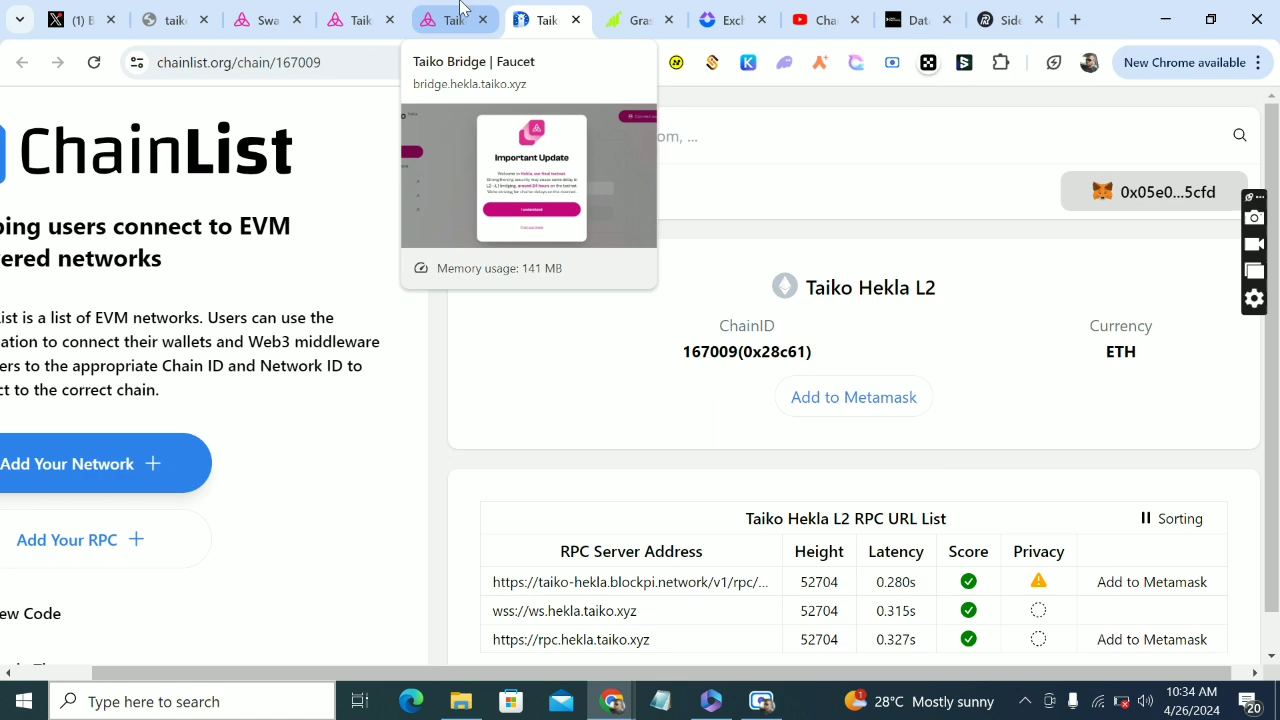 Swa
Taik
Taik
Taik
Gra
Excl
Cha
Data
Side
chainlist.org/chain/167009
New Chrome available
Taiko Bridge | Faucet
bridge.hekla.taiko.xyz
Important Update
I understand
Memory usage: 141 MB
ChainList
ping users connect to EVM
ered networks
ist is a list of EVM networks. Users can use the
ation to connect their wallets and Web3 middleware
ers to the appropriate Chain ID and Network ID to
ct to the correct chain.
Add Your Network
Add Your RPC
ew Code
om, ...
0x05e0...
fd
Taiko Hekla L2
ChainID
Currency
167009(0x28c61)
ETH
Add to Metamask
Taiko Hekla L2 RPC URL List
Sorting
RPC Server Address Height Latency Score Privacy
https://taiko-hekla.blockpi.network/v1/rpc/... 52704 0.280s Add to Metamask
wss://ws.hekla.taiko.xyz 52704 0.315s
https://rpc.hekla.taiko.xyz 52704 0.327s Add to Metamask
Type here to search
28°C Mostly sunny
10:34 AM
4/26/2024
20